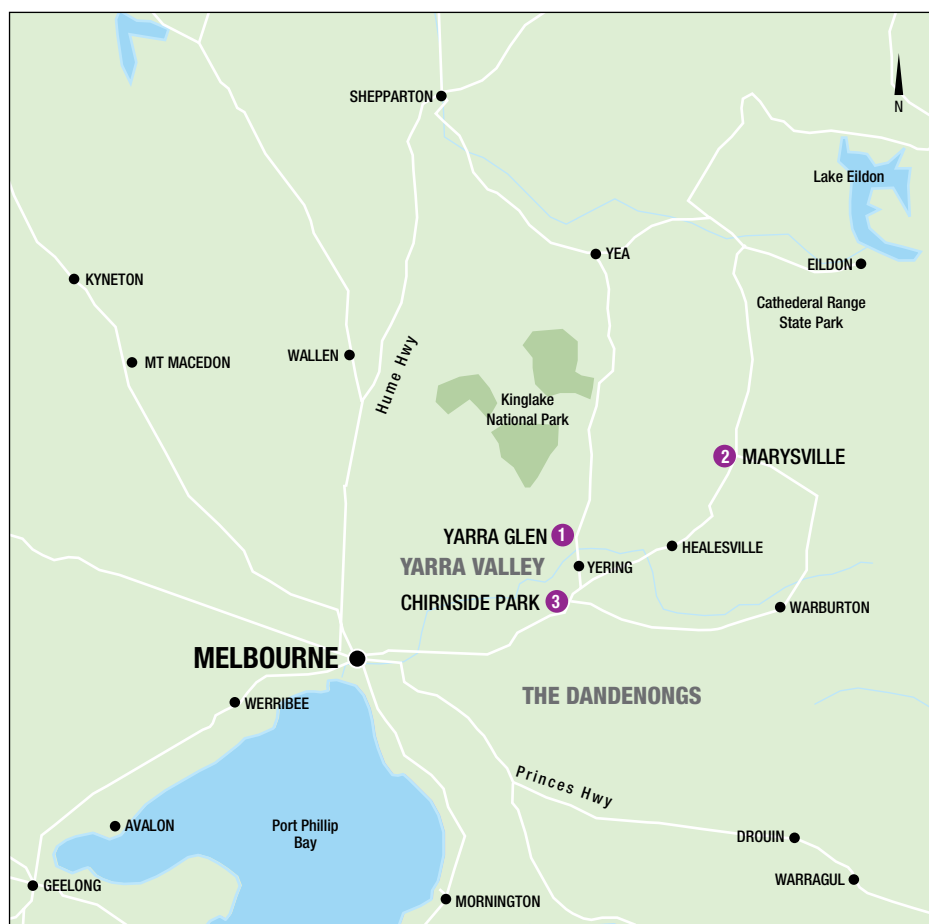 SHEPPARTON
N
Lake Eildon
YEA
EILDON
KYNETON
Cathederal Range
State Park
Hume Hwy
WALLEN
MT MACEDON
Kinglake
National Park
2 MARYSVILLE
YARRA GLEN 1
HEALESVILLE
YARRA VALLEY
YERING
CHIRNSIDE PARK 3
WARBURTON
MELBOURNE
THE DANDENONGS
WERRIBEE
Princes Hwy
AVALON
Port Phillip
Bay
DROUIN
WARRAGUL
GEELONG
MORNINGTON